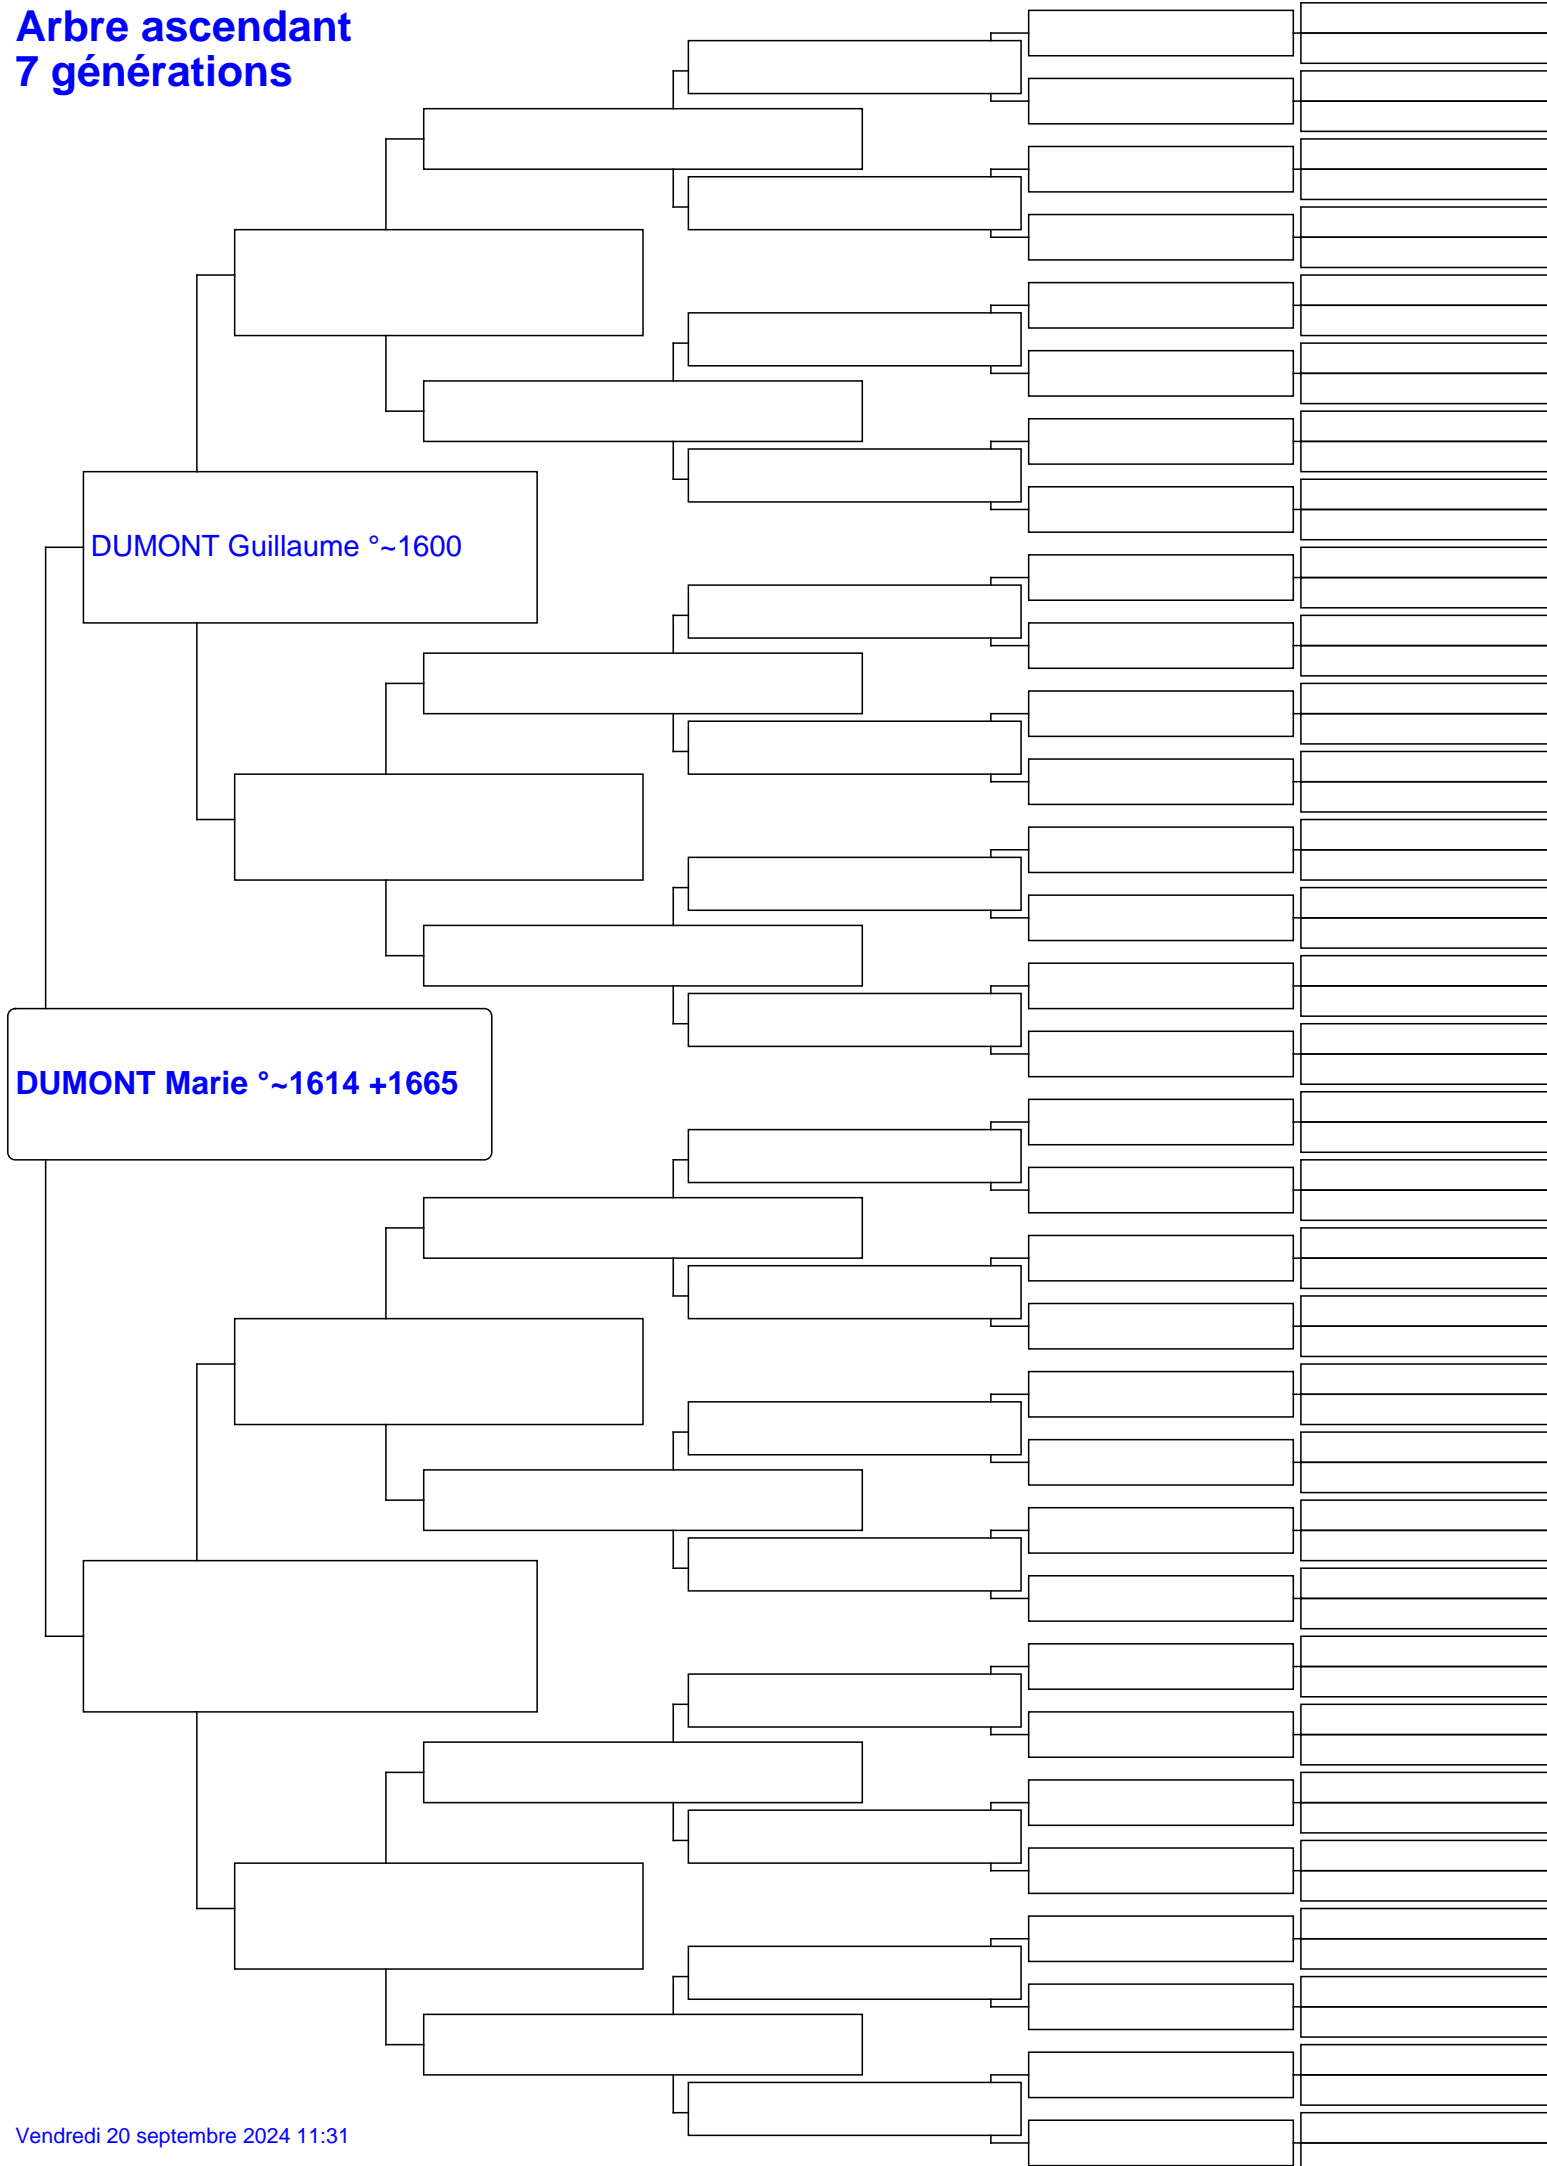 Arbre ascendant
7 générations
DUMONT Guillaume °~1600
DUMONT Marie °~1614 +1665
Vendredi 20 septembre 2024 11:31